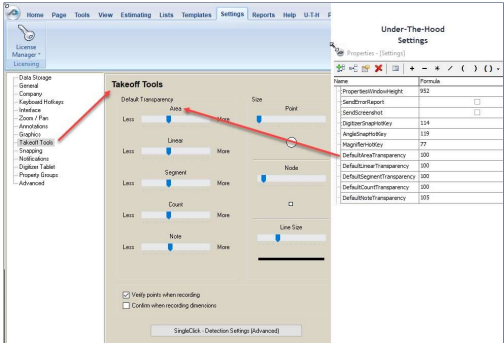 Home Page Tools View Estimating Lists Templates Settings Reports Help U-T-H
License
Manager
Licensing
Data Storage
General
Company
Keyboard Hotkeys
Interface
Zoom / Pan
Annotations
Graphics
Takeoff Tools
Snapping
Notifications
Digitizer Tablet
Property Groups
Advanced
Takeoff Tools
Default Transparency
Area
Less More
Linear
Less More
Segment
Less More
Count
Less More
Note
Less More
Size
Point
Node
Line Size
Verify points when recording
Confirm when recording dimensions
SingleClick - Detection Settings (Advanced)
Under-The-Hood
Settings
Properties - [Settings]
+ - * / ( ) ( )
Name Formula
PropertiesWindowHeight 952
SendErrorReport
SendScreenshot
DigitizerSnapHotKey 114
AngleSnapHotKey 119
MagnifierHotKey 77
DefaultAreaTransparency 100
DefaultLinearTransparency 100
DefaultSegmentTransparency 100
DefaultCountTransparency 100
DefaultNoteTransparency 105